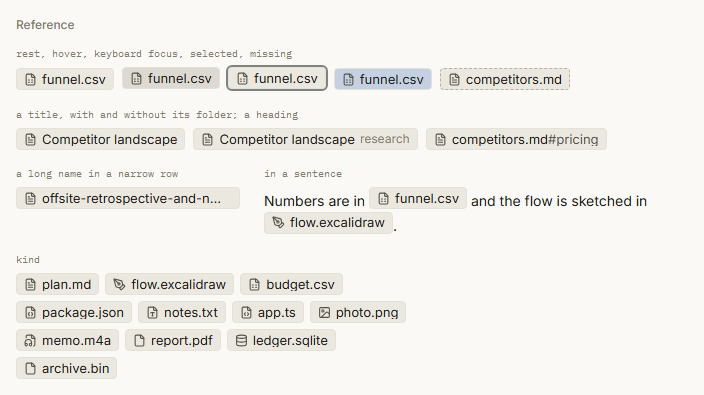 Reference
rest, hover, keyboard focus, selected, missing
funnel.csv funnel.csv funnel.csv funnel.csv competitors.md
a title, with and without its folder; a heading
Competitor landscape Competitor landscape research competitors.md#pricing
a long name in a narrow row
offsite-retrospective-and-n...
in a sentence
Numbers are in funnel.csv and the flow is sketched in
flow.excalidraw.
kind
plan.md flow.excalidraw budget.csv
package.json notes.txt app.ts photo.png
memo.m4a report.pdf ledger.sqlite
archive.bin